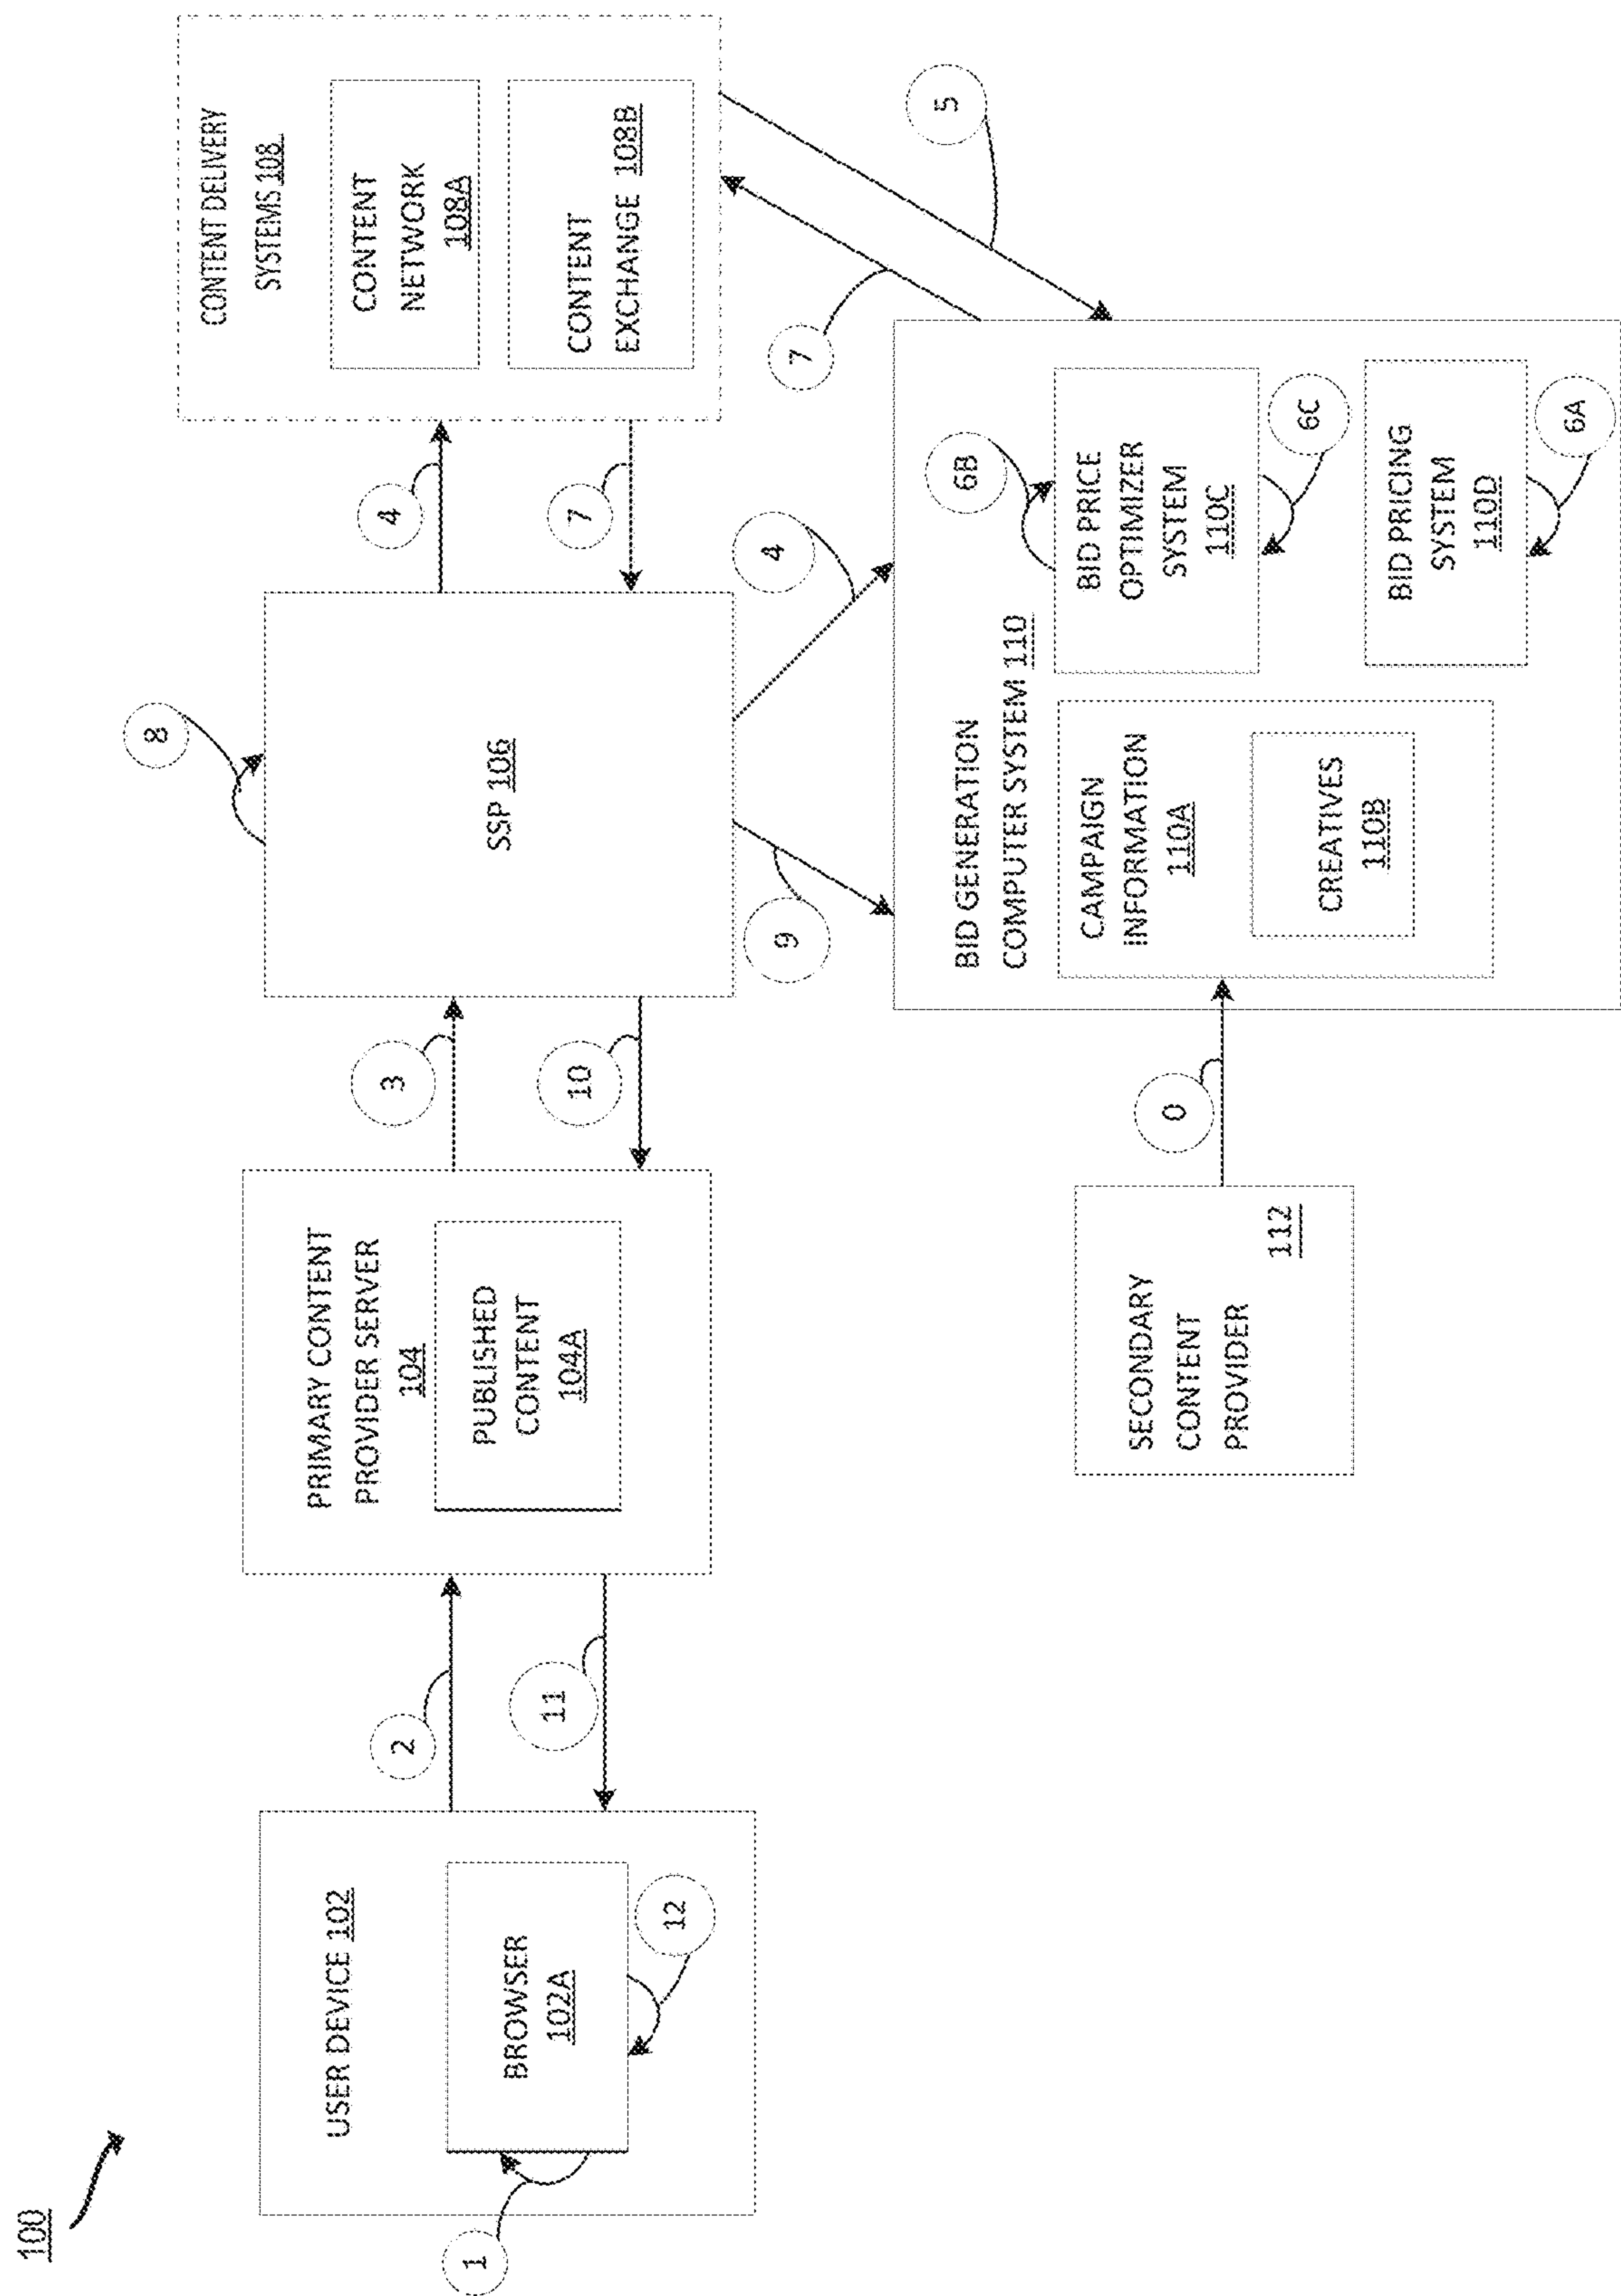 100
USER DEVICE 102
BROWSER
102A
1
12
2
11
PRIMARY CONTENT
PROVIDER SERVER
104
PUBLISHED
CONTENT
104A
3
10
8
SSP 106
4
7
CONTENT DELIVERY
SYSTEMS 108
CONTENT
NETWORK
108A
CONTENT
EXCHANGE 108B
9
4
7
5
SECONDARY
CONTENT
PROVIDER
112
0
BID GENERATION
COMPUTER SYSTEM 110
CAMPAIGN
INFORMATION
110A
CREATIVES
110B
6B
BID PRICE
OPTIMIZER
SYSTEM
110C
6C
BID PRICING
SYSTEM
110D
6A